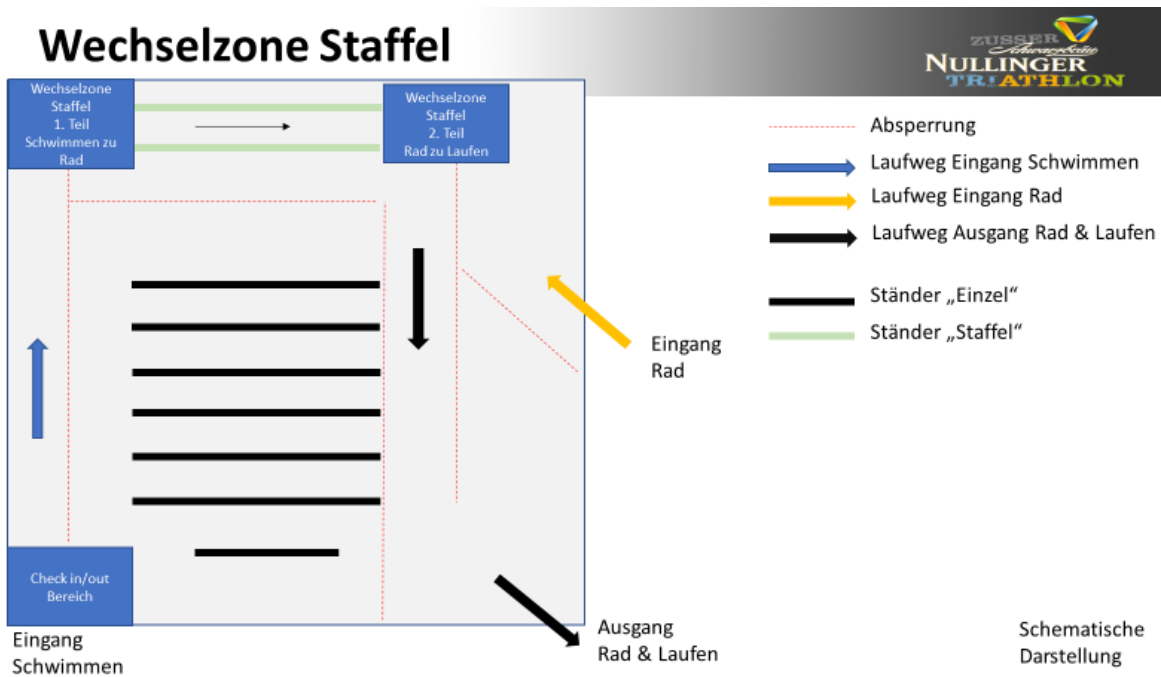 Wechselzone Staffel
ZUSSER
Schwarzbräu
NULLINGER
TRIATHLON
Wechselzone
Staffel
1. Teil
Schwimmen zu
Rad
Wechselzone
Staffel
2. Teil
Rad zu Laufen
Absperrung
Laufweg Eingang Schwimmen
Laufweg Eingang Rad
Laufweg Ausgang Rad & Laufen
Ständer „Einzel“
Ständer „Staffel“
Eingang
Rad
Check in/out
Bereich
Eingang
Schwimmen
Ausgang
Rad & Laufen
Schematische
Darstellung